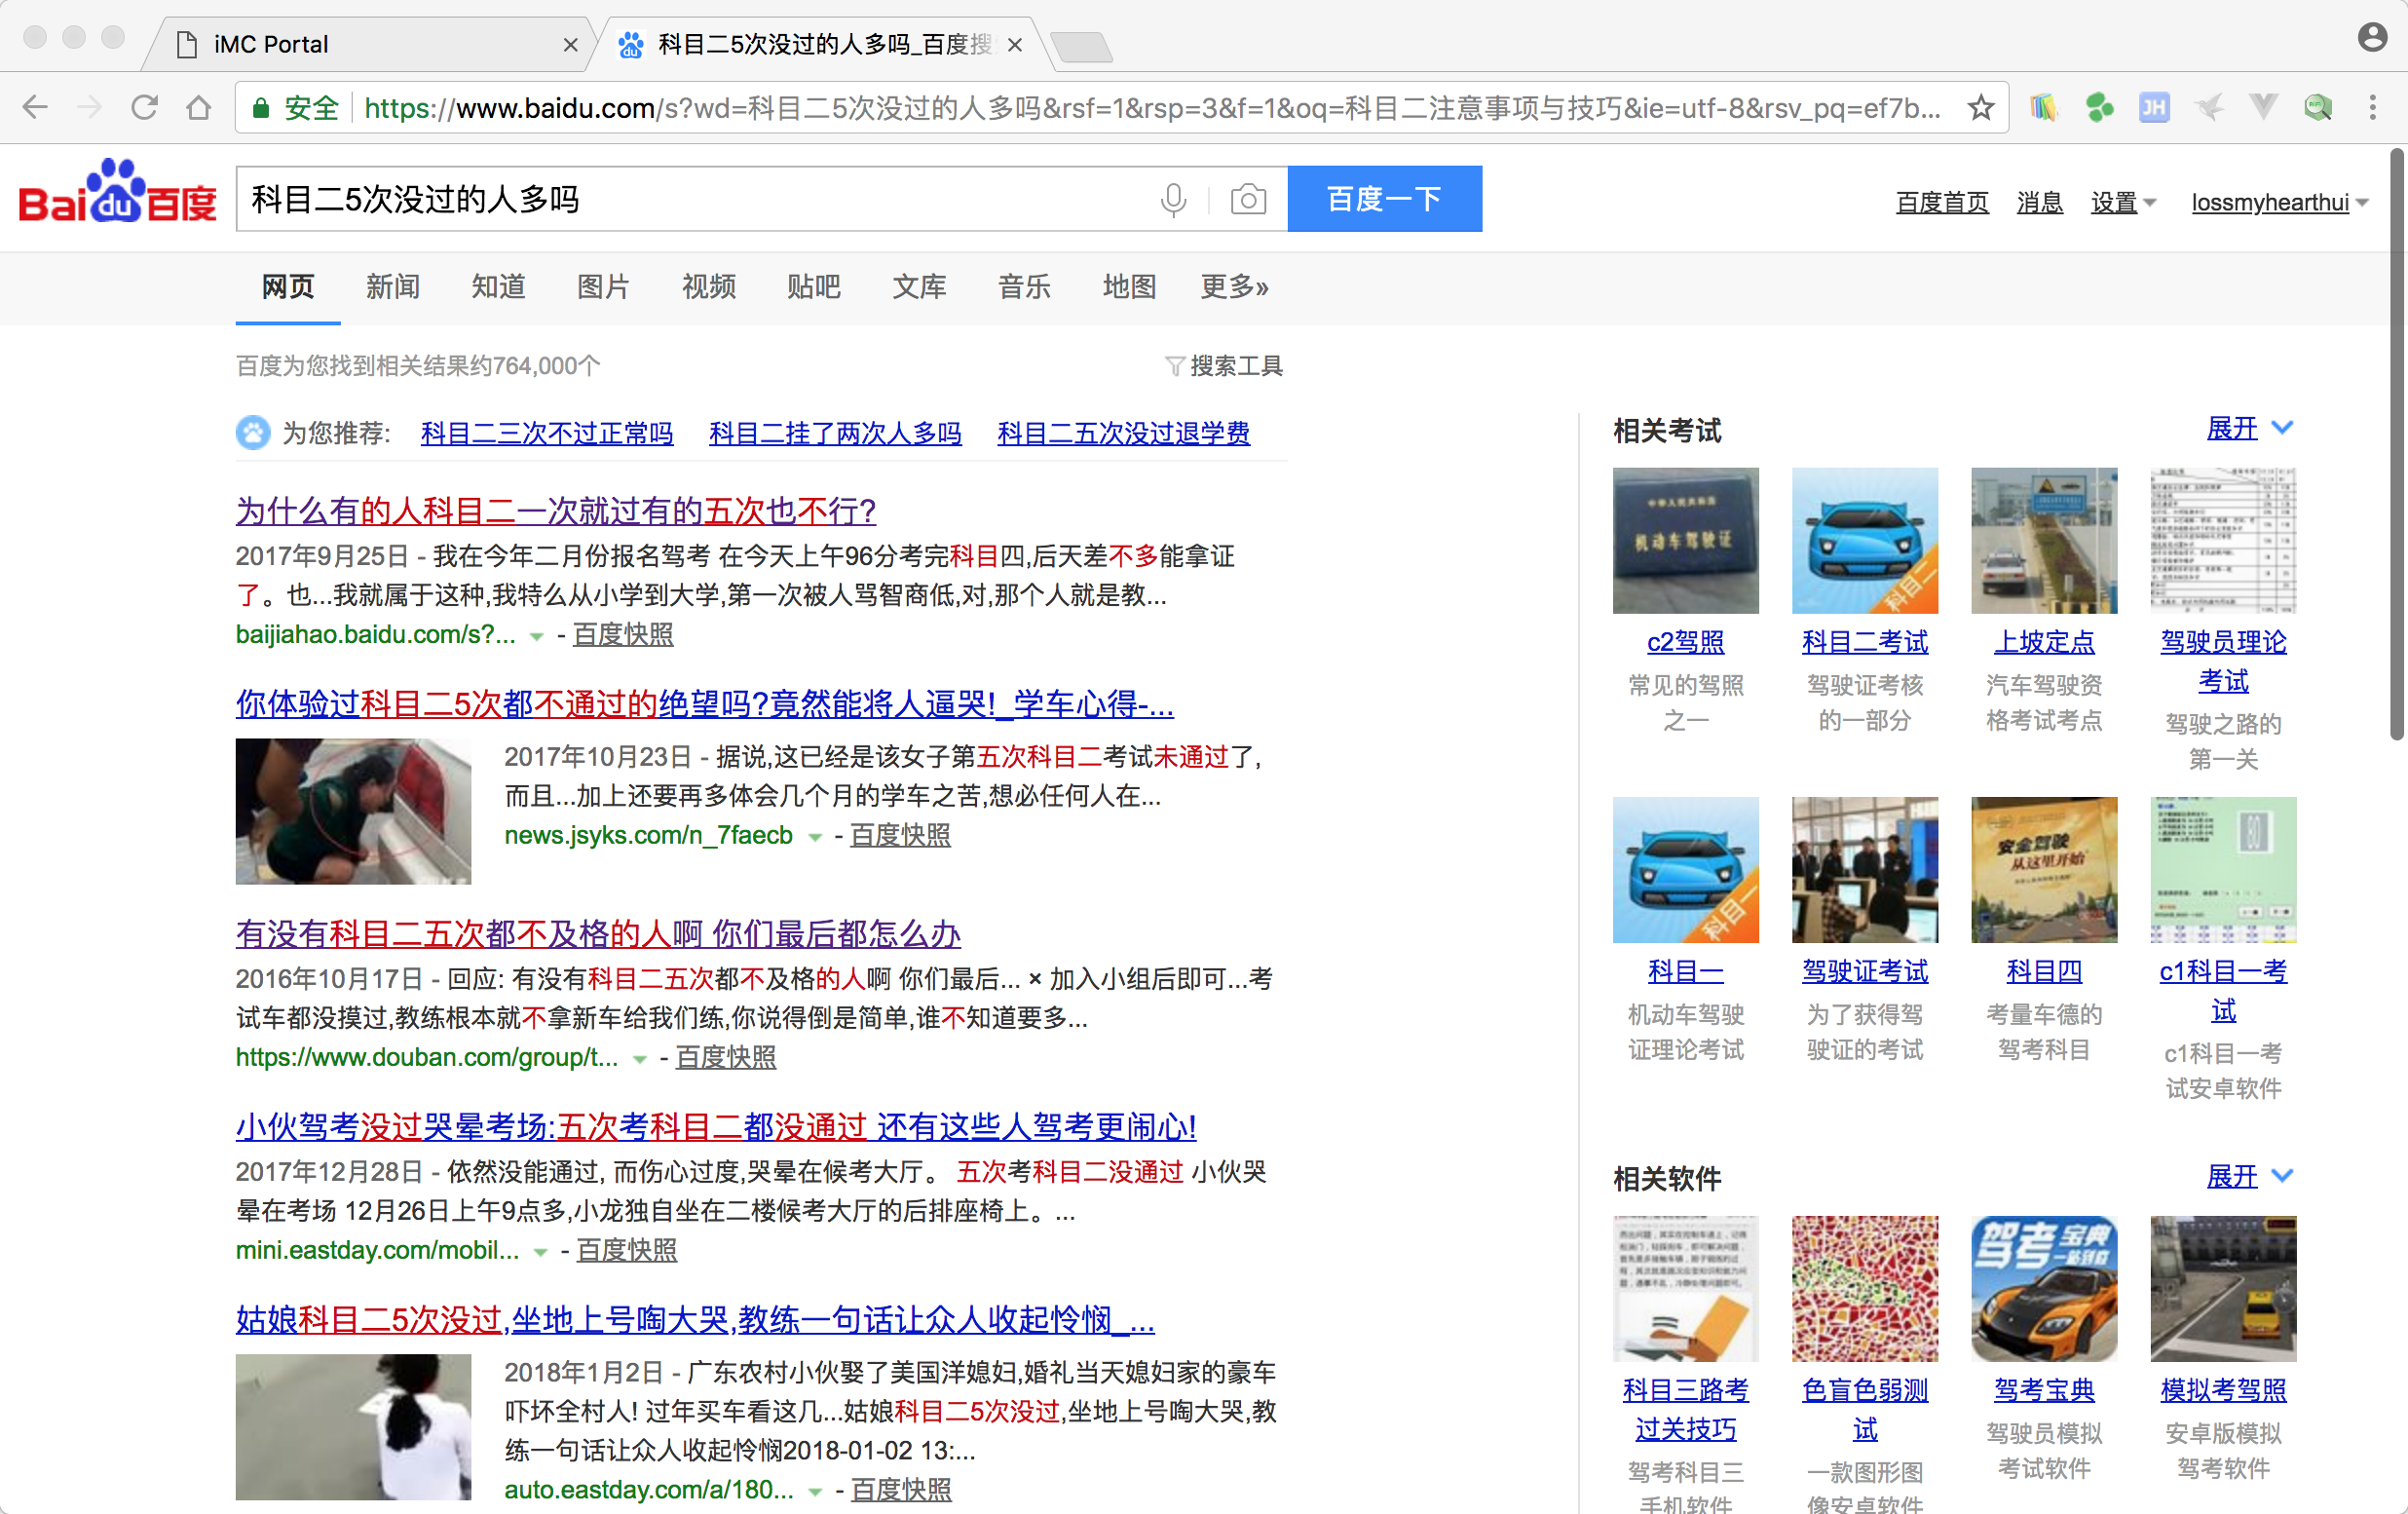 iMC Portal
科目二5次没过的人多吗_百度搜
安全 https://www.baidu.com/s?wd=科目二5次没过的人多吗&rsf=1&rsp=3&f=1&oq=科目二注意事项与技巧&ie=utf-8&rsv_pq=ef7b...
JH
Bai du 百度
科目二5次没过的人多吗
百度一下
百度首页 消息 设置 lossmyhearthui
网页 新闻 知道 图片 视频 贴吧 文库 音乐 地图 更多»
百度为您找到相关结果约764,000个
搜索工具
为您推荐: 科目二三次不过正常吗 科目二挂了两次人多吗 科目二五次没过退学费
为什么有的人科目二一次就过有的五次也不行?
2017年9月25日 - 我在今年二月份报名驾考 在今天上午96分考完科目四,后天差不多能拿证
了。也...我就属于这种,我特么从小学到大学,第一次被人骂智商低,对,那个人就是教...
baijiahao.baidu.com/s?... - 百度快照
你体验过科目二5次都不通过的绝望吗?竟然能将人逼哭!_学车心得-...
2017年10月23日 - 据说,这已经是该女子第五次科目二考试未通过了,
而且...加上还要再多体会几个月的学车之苦,想必任何人在...
news.jsyks.com/n_7faecb - 百度快照
有没有科目二五次都不及格的人啊 你们最后都怎么办
2016年10月17日 - 回应: 有没有科目二五次都不及格的人啊 你们最后... × 加入小组后即可...考
试车都没摸过,教练根本就不拿新车给我们练,你说得倒是简单,谁不知道要多...
https://www.douban.com/group/t... - 百度快照
小伙驾考没过哭晕考场:五次考科目二都没通过 还有这些人驾考更闹心!
2017年12月28日 - 依然没能通过, 而伤心过度,哭晕在候考大厅。 五次考科目二没通过 小伙哭
晕在考场 12月26日上午9点多,小龙独自坐在二楼候考大厅的后排座椅上。...
mini.eastday.com/mobil... - 百度快照
姑娘科目二5次没过,坐地上号啕大哭,教练一句话让众人收起怜悯_...
2018年1月2日 - 广东农村小伙娶了美国洋媳妇,婚礼当天媳妇家的豪车
吓坏全村人! 过年买车看这几...姑娘科目二5次没过,坐地上号啕大哭,教
练一句话让众人收起怜悯2018-01-02 13:...
auto.eastday.com/a/180... - 百度快照
相关考试
展开
中华人民共和国
机动车驾驶证
科目二
c2驾照
常见的驾照
之一
科目二考试
驾驶证考核
的一部分
上坡定点
汽车驾驶资
格考试考点
驾驶员理论
考试
驾驶之路的
第一关
科目一
安全驾驶
从这里开始
80
科目一
机动车驾驶
证理论考试
驾驶证考试
为了获得驾
驶证的考试
科目四
考量车德的
驾考科目
c1科目一考
试
c1科目一考
试安卓软件
相关软件
展开
驾考宝典
一站到底
科目三路考
过关技巧
驾考科目三
手机软件
色盲色弱测
试
一款图形图
像安卓软件
驾考宝典
驾驶员模拟
考试软件
模拟考驾照
安卓版模拟
驾考软件